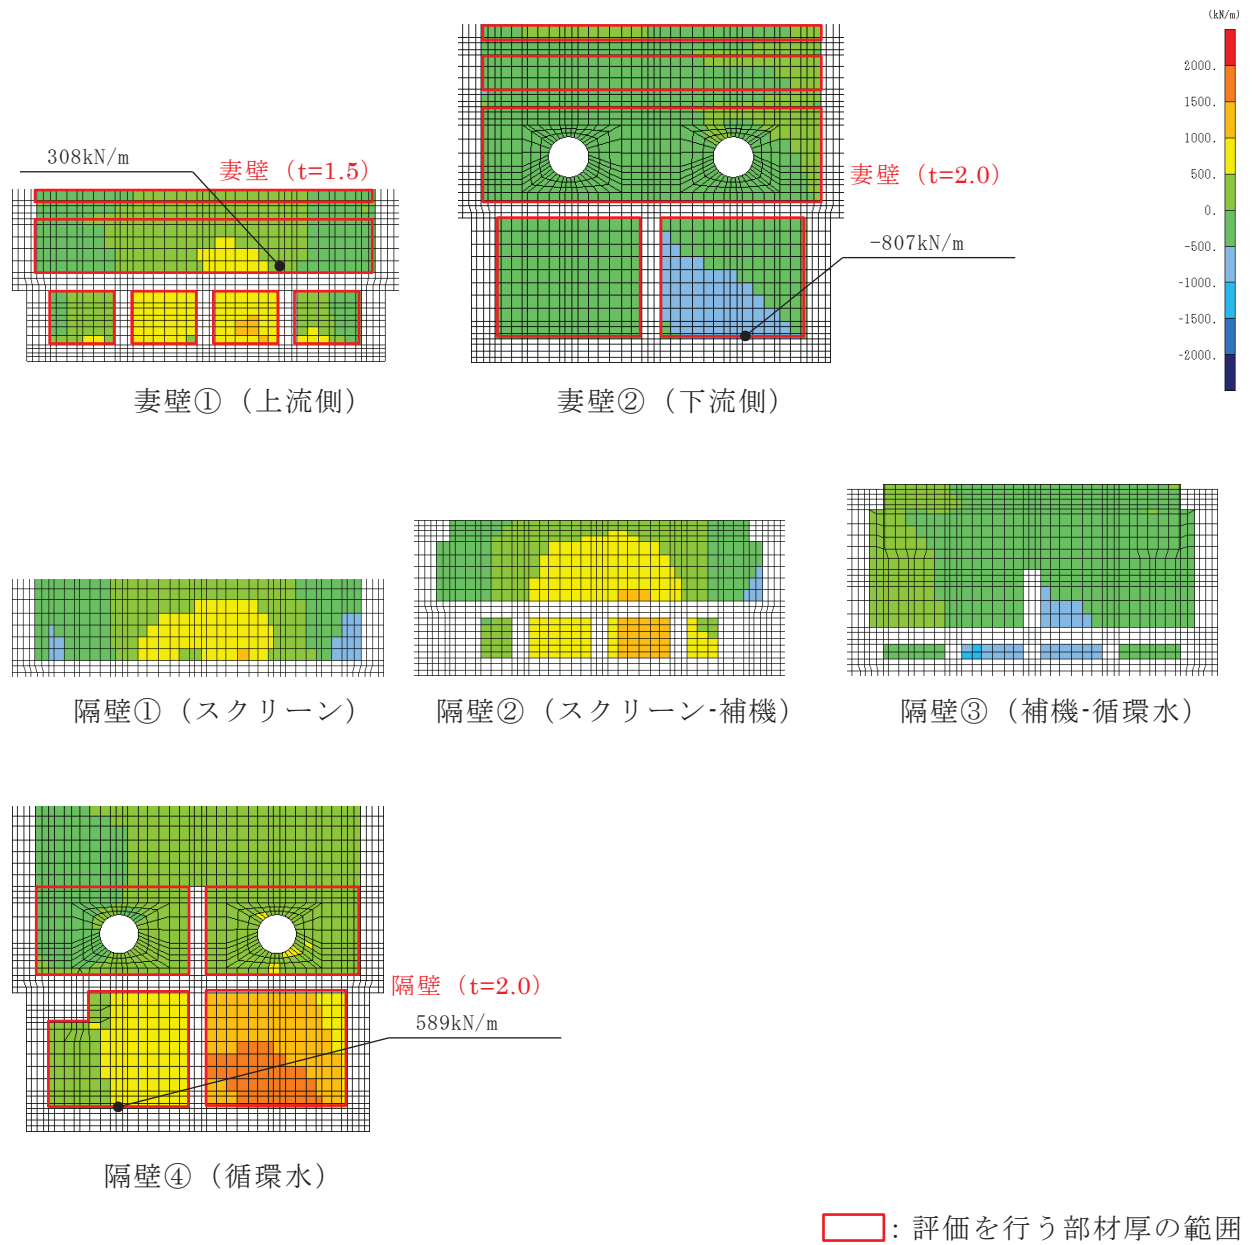 (kN/m)
2000.
1500.
1000.
500.
0.
-500.
-1000.
-1500.
-2000.
308kN/m
妻壁（t=1.5）
妻壁（t=2.0）
-807kN/m
妻壁①（上流側）
妻壁②（下流側）
隔壁①（スクリーン）
隔壁②（スクリーン-補機）
隔壁③（補機-循環水）
隔壁（t=2.0）
589kN/m
隔壁④（循環水）
：評価を行う部材厚の範囲